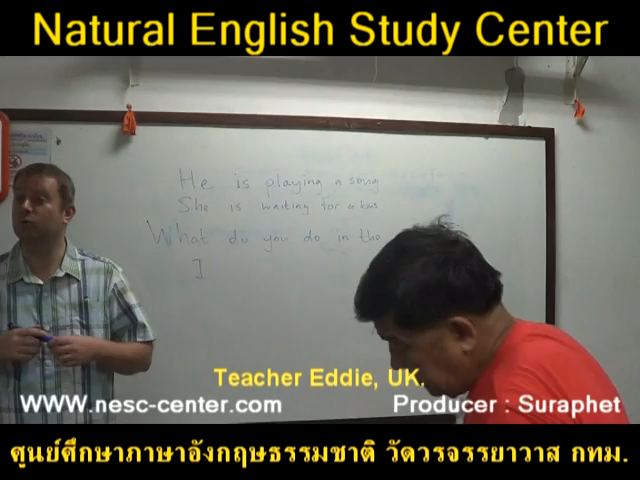 Natural English Study Center
He is playing a song
She is waiting for a bus
What do you do in the
I
Teacher Eddie, UK.
WWW.nesc-center.com
Producer : Suraphet
ศูนย์ศึกษาภาษาอังกฤษธรรมชาติ วัดวรจรรยาวาส กทม.